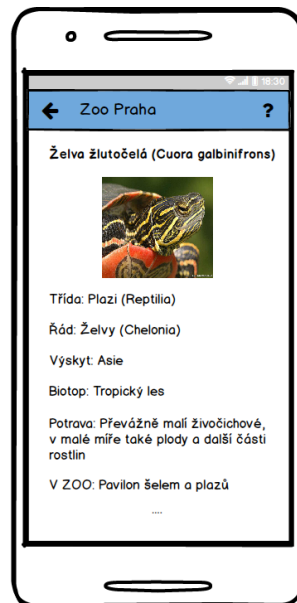 18:30
Zoo Praha ?
Želva žlutočelá (Cuora galbinifrons)
Třída: Plazi (Reptilia)
Řád: Želvy (Chelonia)
Výskyt: Asie
Biotop: Tropický les
Potrava: Převážně malí živočichové,
v malé míře také plody a další části
rostlin
V ZOO: Pavilon šelem a plazů
....